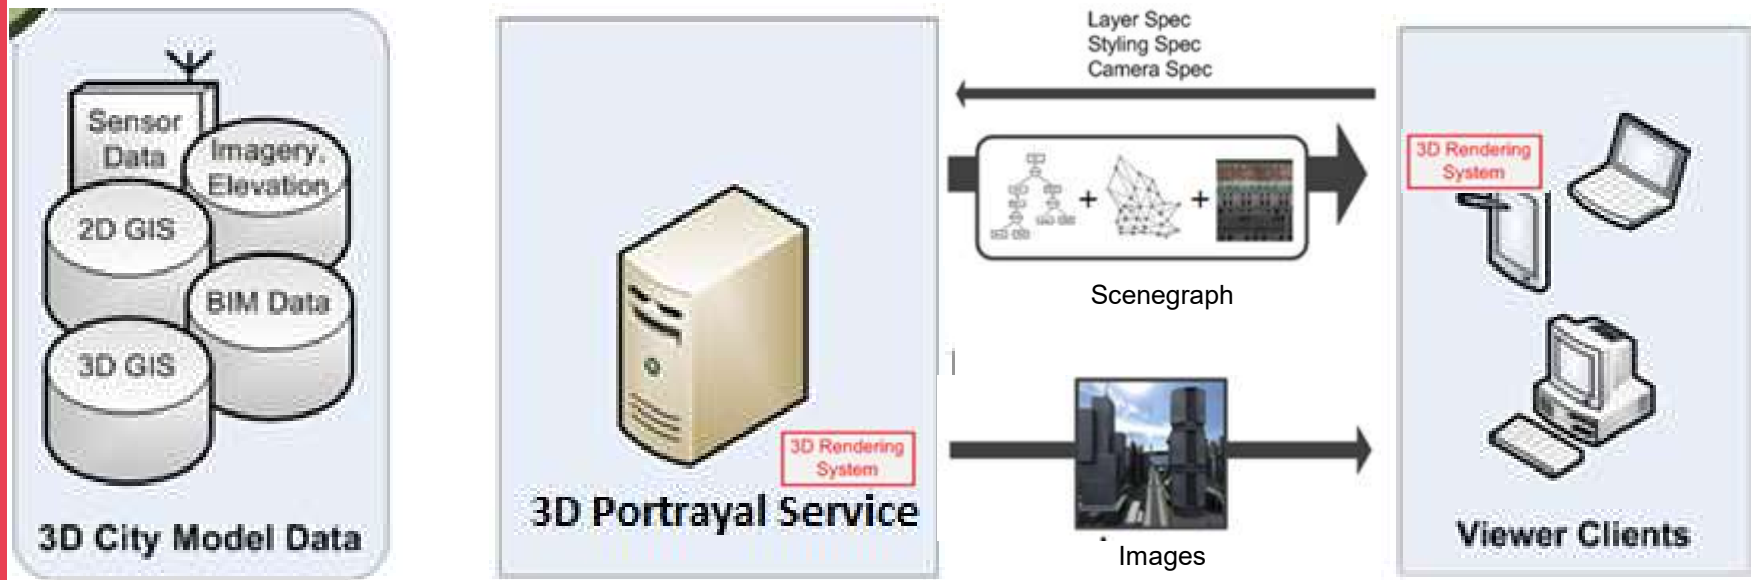 Sensor
Data
Imagery,
Elevation
2D GIS
BIM Data
3D GIS
3D City Model Data
3D Rendering
System
3D Portrayal Service
Layer Spec
Styling Spec
Camera Spec
+
+
Scenegraph
Images
3D Rendering
System
Viewer Clients